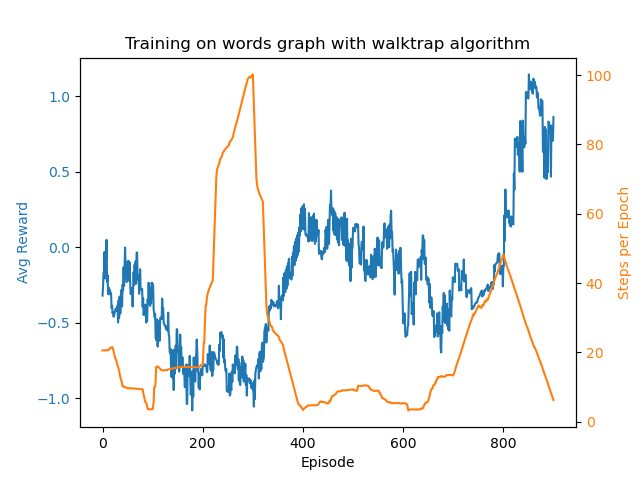 Training on words graph with walktrap algorithm
1.0
0.5
0.0
−0.5
−1.0
Avg Reward
100
80
60
40
20
0
Steps per Epoch
0 200 400 600 800
Episode